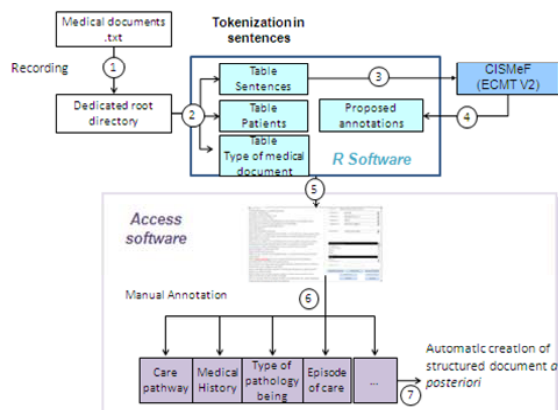 Medical documents
.txt
Recording
1
Dedicated root
directory
2
Tokenization in
sentences
Table
Sentences
Table
Patients
Table
Type of medical
document
3
CISMeF
(ECMT V2)
4
Proposed
annotations
R Software
5
Access
software
Manual Annotation
6
Care
pathway
Medical
History
Type of
pathology
being
Episode
of care
...
7
Automatic creation of
structured document a
posteriori